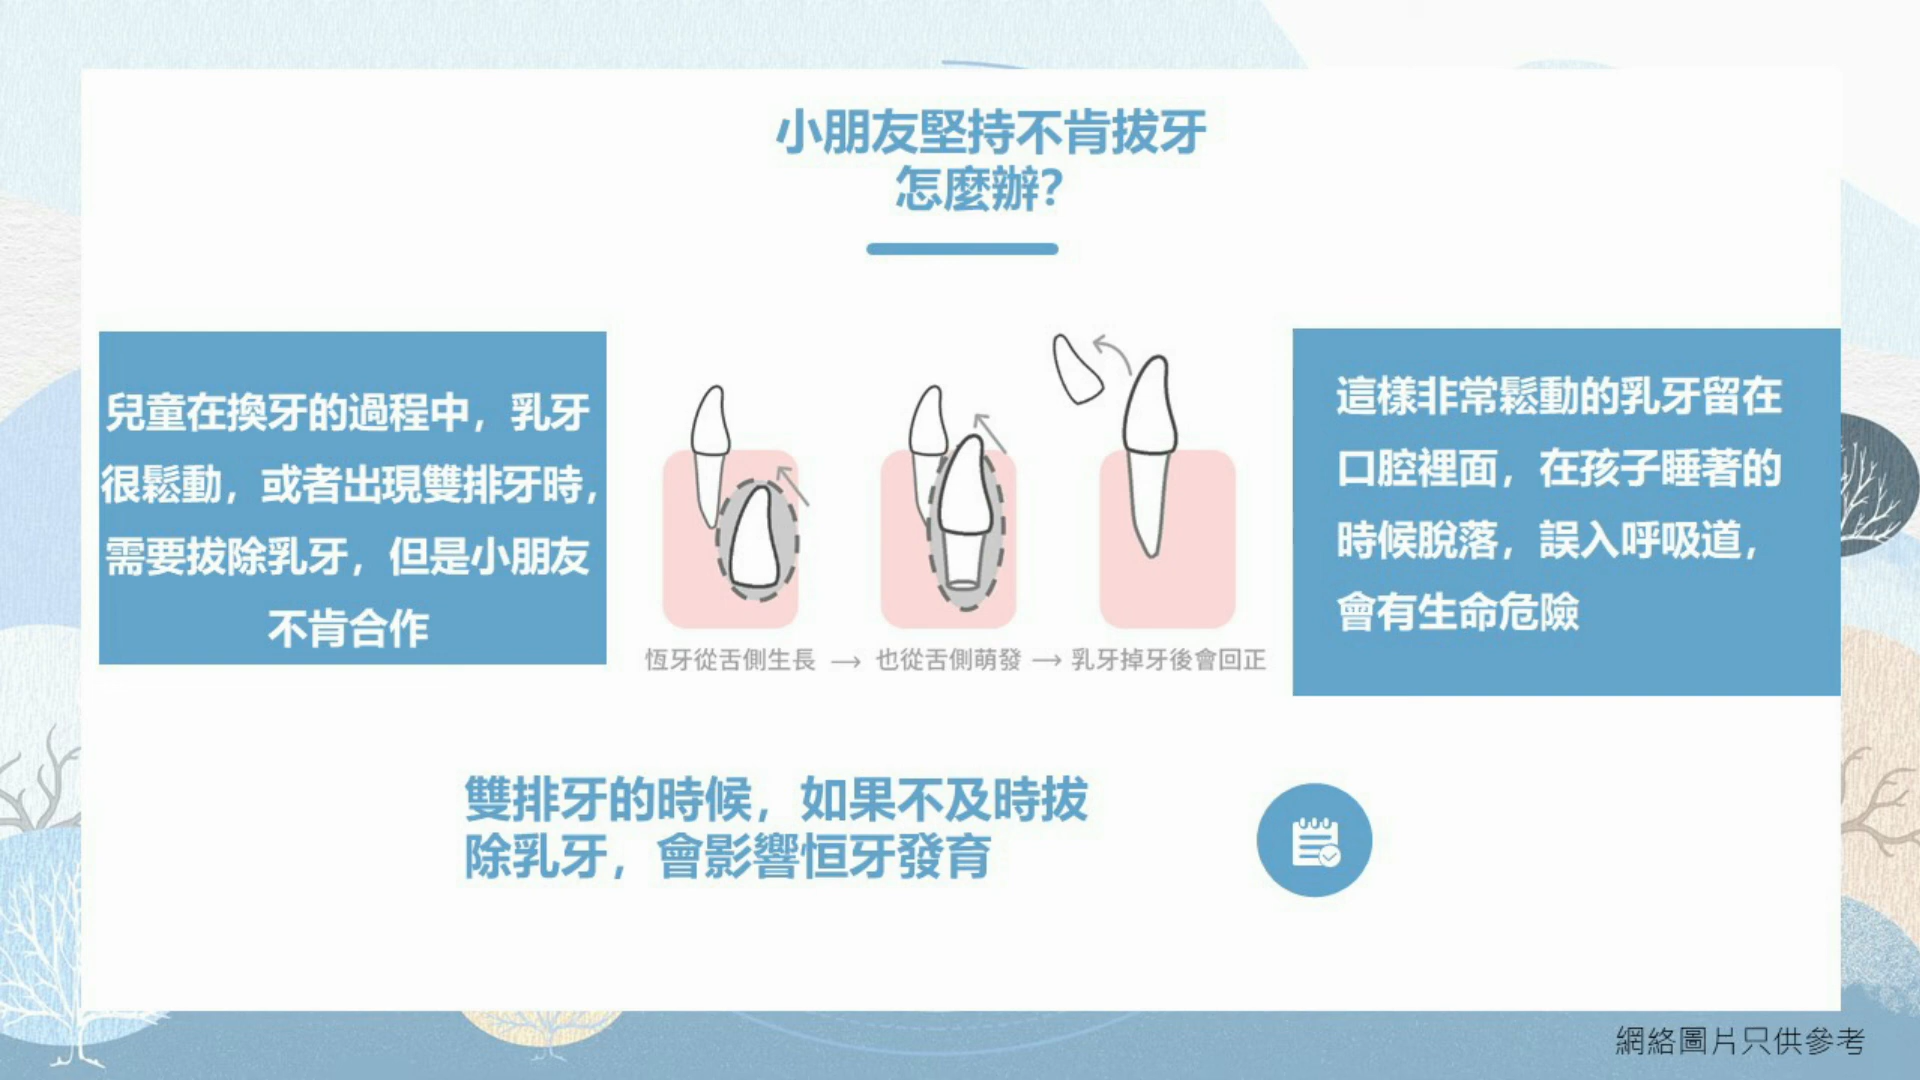 小朋友堅持不肯拔牙
怎麼辦？
兒童在換牙的過程中，乳牙
很鬆動，或者出現雙排牙時，
需要拔除乳牙，但是小朋友
不肯合作
恆牙從舌側生長 → 也從舌側萌發 → 乳牙掉牙後會回正
這樣非常鬆動的乳牙留在
口腔裡面，在孩子睡著的
時候脫落，誤入呼吸道，
會有生命危險
雙排牙的時候，如果不及時拔
除乳牙，會影響恒牙發育
網絡圖片只供參考